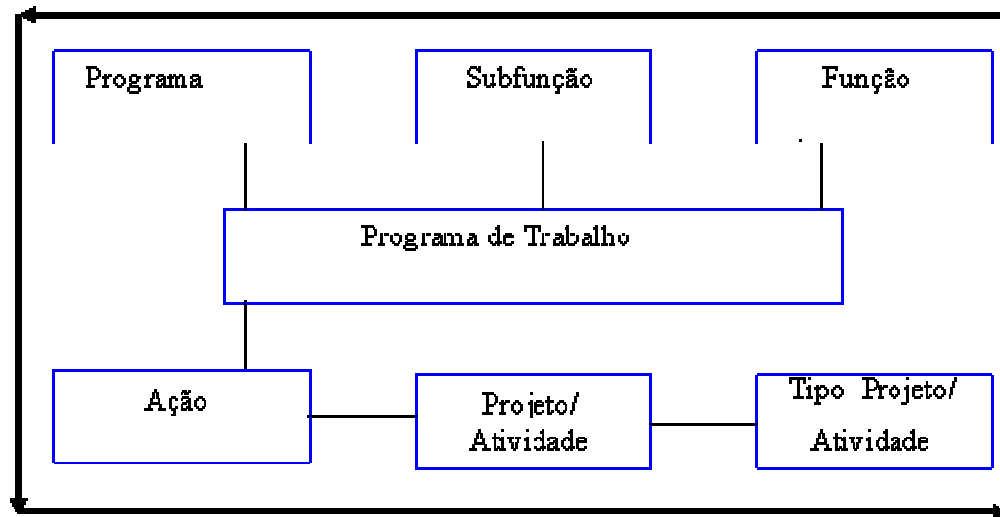 Programa
Subfunção
Função
Programa de Trabalho
Ação
Projeto/
Atividade
Tipo Projeto/
Atividade